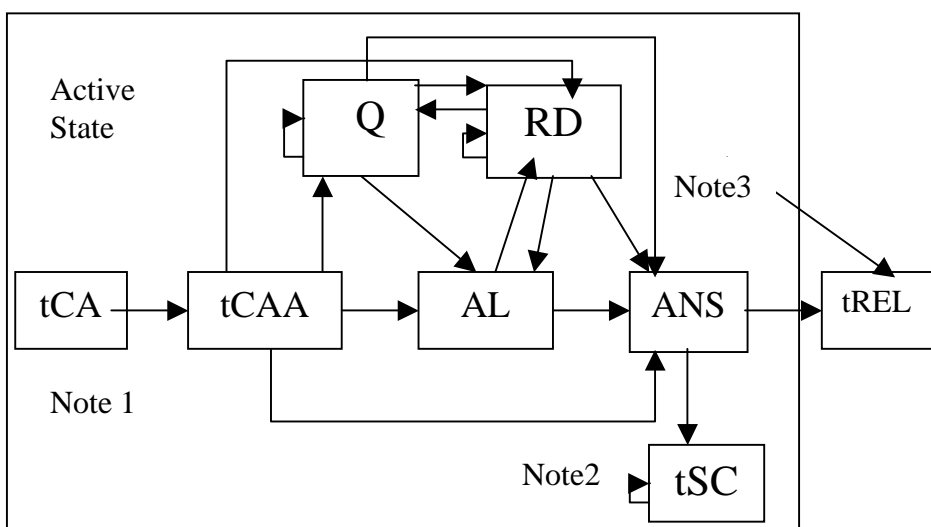 Active
State
Q
RD
Note3
tCA
tCAA
AL
ANS
tREL
Note 1
Note2
tSC